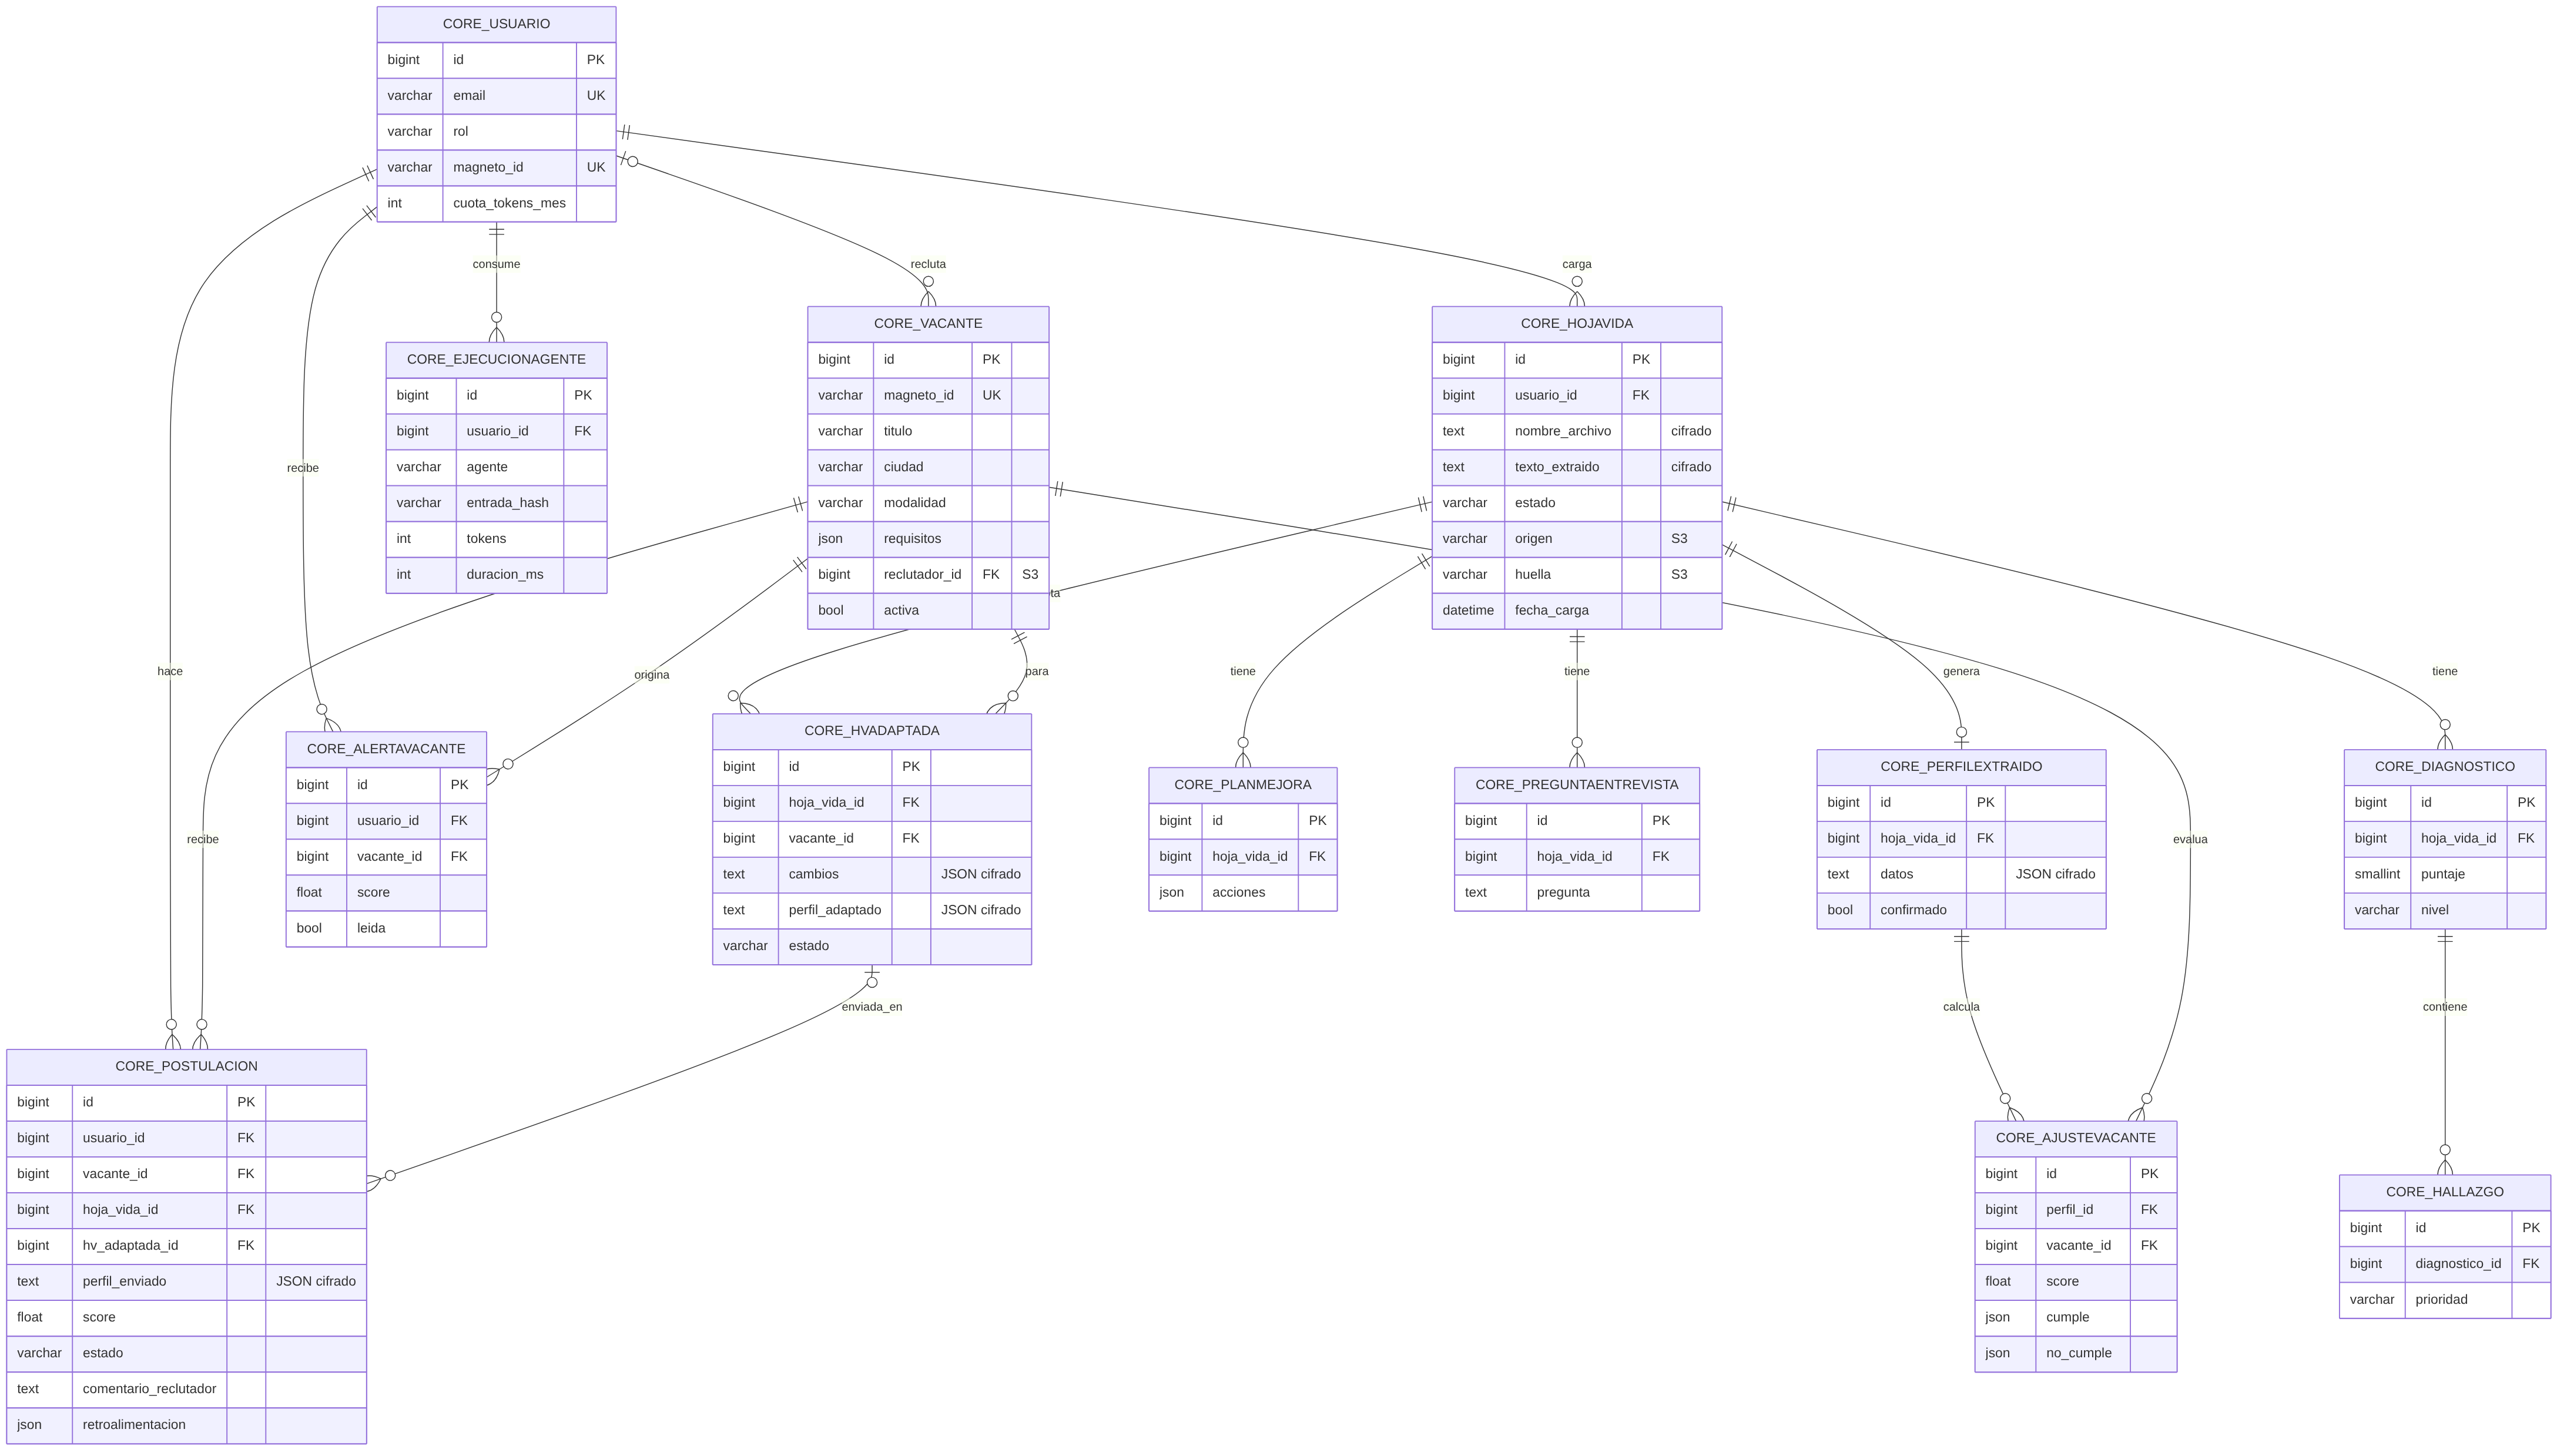 CORE_USUARIO
bigint id PK
varchar email UK
varchar rol
varchar magneto_id UK
int cuota_tokens_mes
consume
recluta
carga
CORE_EJECUCIONAGENTE
bigint id PK
bigint usuario_id FK
varchar agente
varchar entrada_hash
int tokens
int duracion_ms
CORE_VACANTE
bigint id PK
varchar magneto_id UK
varchar titulo
varchar ciudad
varchar modalidad
json requisitos
bigint reclutador_id FK S3
bool activa
CORE_HOJAVIDA
bigint id PK
bigint usuario_id FK
text nombre_archivo cifrado
text texto_extraido cifrado
varchar estado
varchar origen S3
varchar huella S3
datetime fecha_carga
recibe
ta
hace
origina
para
tiene
tiene
genera
tiene
recibe
evalua
CORE_ALERTAVACANTE
bigint id PK
bigint usuario_id FK
bigint vacante_id FK
float score
bool leida
CORE_HVADAPTADA
bigint id PK
bigint hoja_vida_id FK
bigint vacante_id FK
text cambios JSON cifrado
text perfil_adaptado JSON cifrado
varchar estado
CORE_PLANMEJORA
bigint id PK
bigint hoja_vida_id FK
json acciones
CORE_PREGUNTAENTREVISTA
bigint id PK
bigint hoja_vida_id FK
text pregunta
CORE_PERFILEXTRAIDO
bigint id PK
bigint hoja_vida_id FK
text datos JSON cifrado
bool confirmado
CORE_DIAGNOSTICO
bigint id PK
bigint hoja_vida_id FK
smallint puntaje
varchar nivel
enviada_en
calcula
contiene
CORE_POSTULACION
bigint id PK
bigint usuario_id FK
bigint vacante_id FK
bigint hoja_vida_id FK
bigint hv_adaptada_id FK
text perfil_enviado JSON cifrado
float score
varchar estado
text comentario_reclutador
json retroalimentacion
CORE_AJUSTEVACANTE
bigint id PK
bigint perfil_id FK
bigint vacante_id FK
float score
json cumple
json no_cumple
CORE_HALLAZGO
bigint id PK
bigint diagnostico_id FK
varchar prioridad